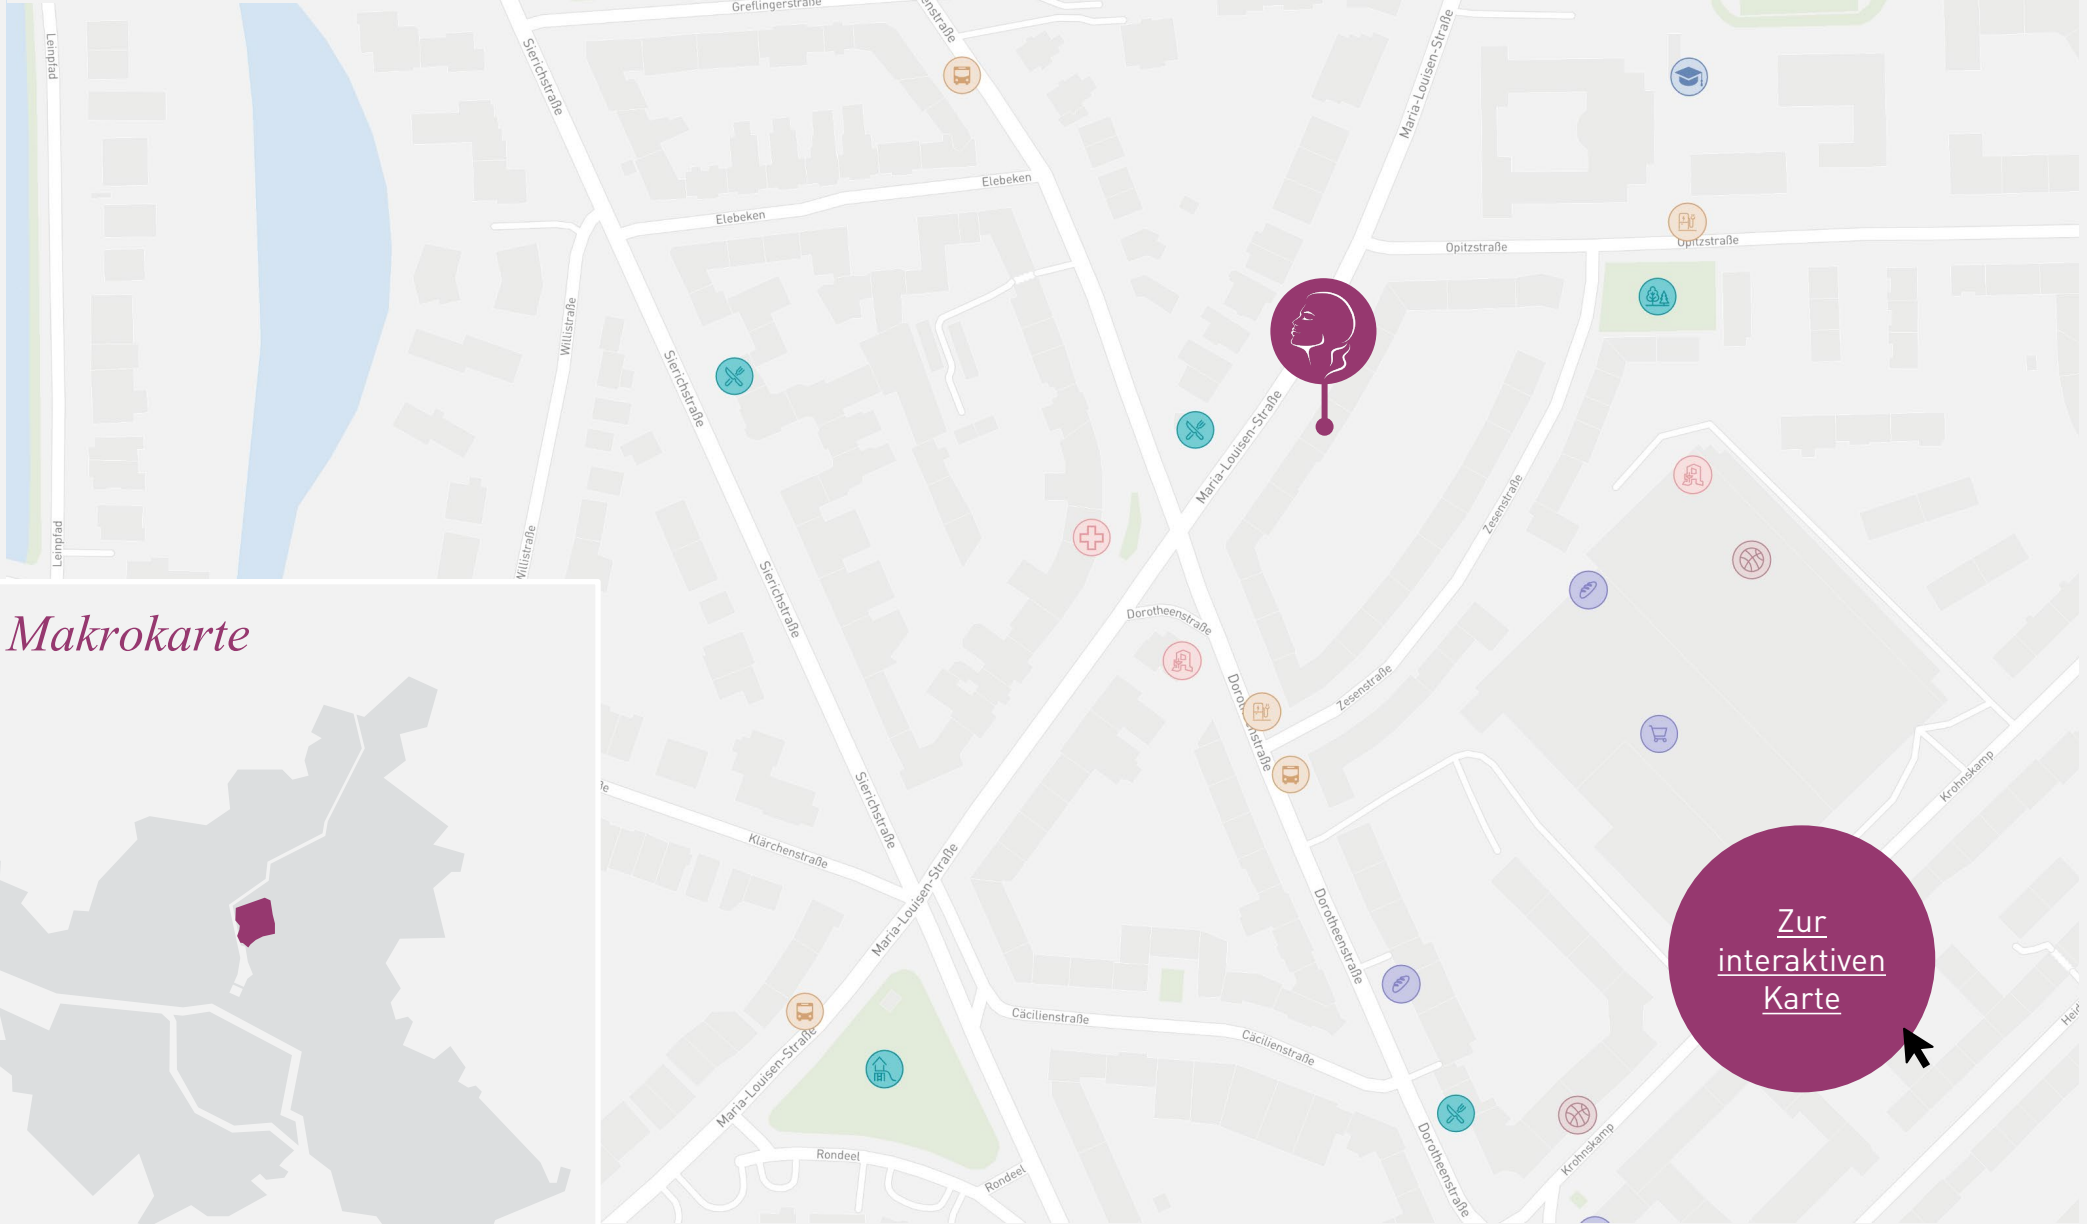 Greflingerstraße
Leinpfad
Sierichstraße
Maria-Louisen-Straße
Elebeken
Elebeken
Opitzstraße
Opitzstraße
Willistraße
Sierichstraße
Maria-Louisen-Straße
Zesenstraße
Leinpfad
Willistraße
Sierichstraße
Dorotheenstraße
Makrokarte
Zesenstraße
Sierichstraße
Krohnskamp
Klärchenstraße
Maria-Louisen-Straße
Zur
interaktiven
Karte
Dorotheenstraße
Cäcilienstraße
Cäcilienstraße
Maria-Louisen-Straße
Rondeel
Rondeel
Krohnskamp
Dorotheenstraße